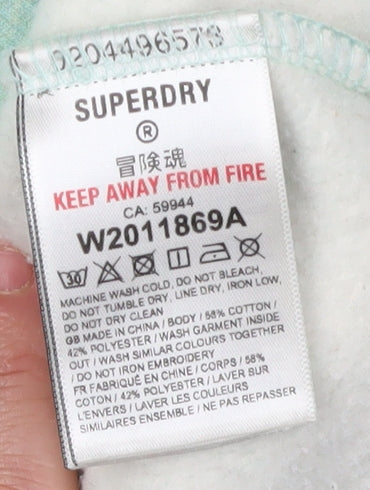 0204496578
SUPERDRY
®
冒険魂
KEEP AWAY FROM FIRE
CA: 59944
W2011869A
30
MACHINE WASH COLD, DO NOT BLEACH,
DO NOT TUMBLE DRY, LINE DRY, IRON LOW,
DO NOT DRY CLEAN
GB MADE IN CHINA / BODY / 58% COTTON /
42% POLYESTER / WASH GARMENT INSIDE
OUT / WASH SIMILAR COLOURS TOGETHER
/ DO NOT IRON EMBROIDERY
FR FABRIQUÉ EN CHINE / CORPS / 58%
COTON / 42% POLYESTER / LAVER SUR
L'ENVERS / LAVER LES COULEURS
SIMILAIRES ENSEMBLE / NE PAS REPASSER